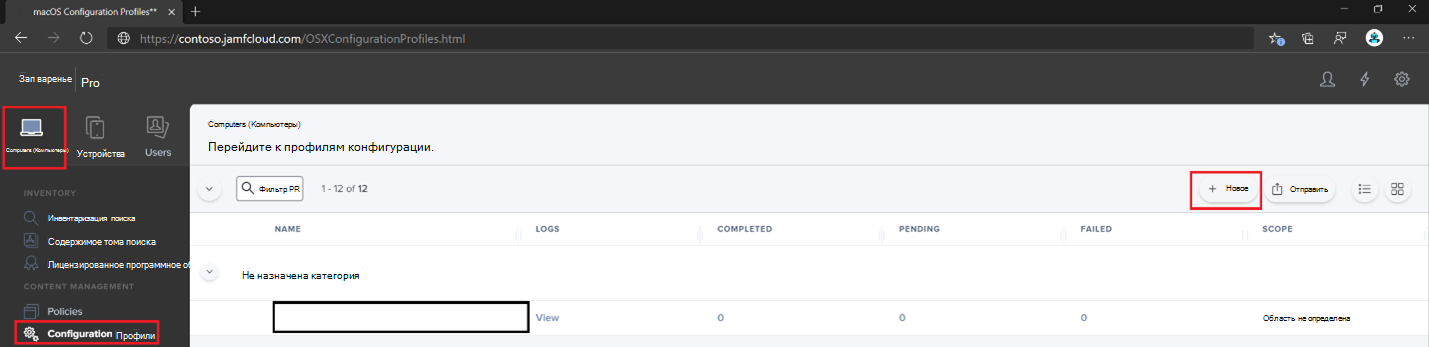 macOS Configuration Profiles**
https://contoso.jamfcloud.com/OSXConfigurationProfiles.html
Зап варенье Pro
Computers (Компьютеры) Устройства Users
INVENTORY
Инвентаризация поиска
Содержимое тома поиска
Лицензированное программное об
CONTENT MANAGEMENT
Policies
Configuration Профили
Computers (Компьютеры)
Перейдите к профилям конфигурации.
Фильтр PR 1 - 12 of 12 + Новое Отправить
NAME LOGS COMPLETED PENDING FAILED SCOPE
Не назначена категория
View 0 0 0 Область не определена